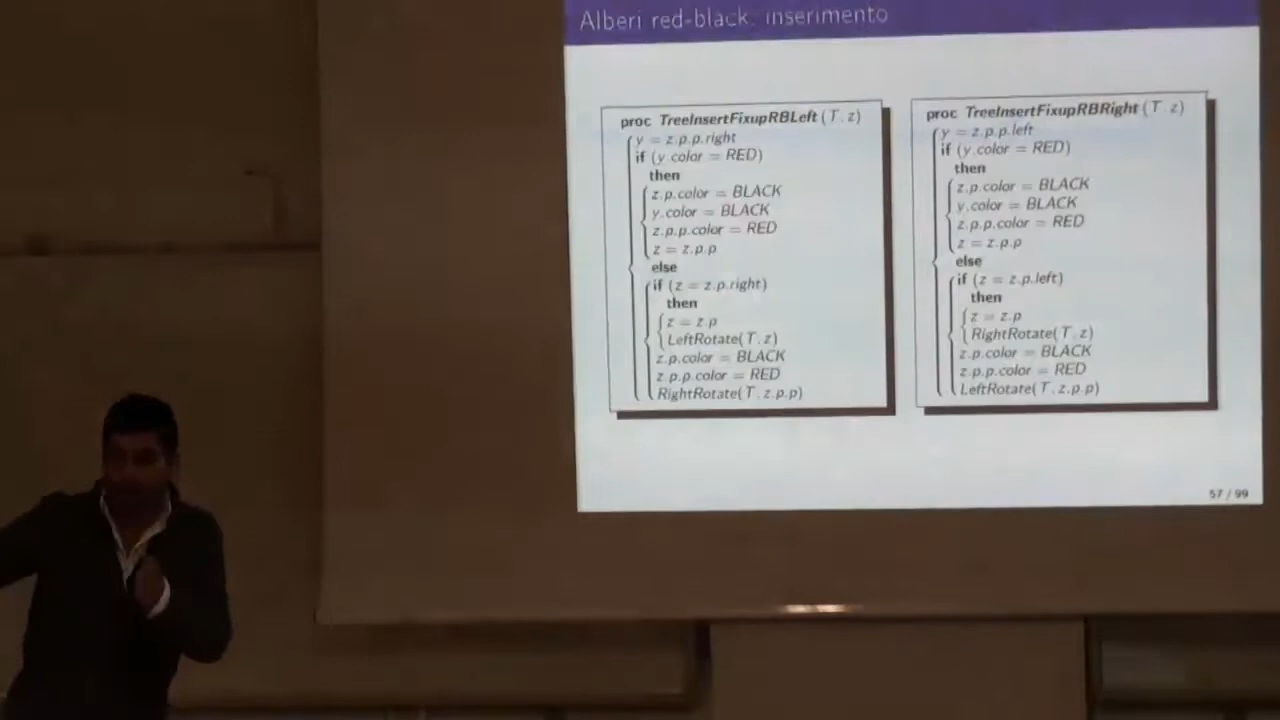 Alberi red-black: inserimento
proc TreeInsertFixupRBLeft (T, z)
y = z.p.p.right
if (y.color = RED)
then
z.p.color = BLACK
y.color = BLACK
z.p.p.color = RED
z = z.p.p
else
if (z = z.p.right)
then
z = z.p
LeftRotate(T, z)
z.p.color = BLACK
z.p.p.color = RED
RightRotate(T, z.p.p)
proc TreeInsertFixupRBRight (T, z)
y = z.p.p.left
if (y.color = RED)
then
z.p.color = BLACK
y.color = BLACK
z.p.p.color = RED
z = z.p.p
else
if (z = z.p.left)
then
z = z.p
RightRotate(T, z)
z.p.color = BLACK
z.p.p.color = RED
LeftRotate(T, z.p.p)
57 / 99